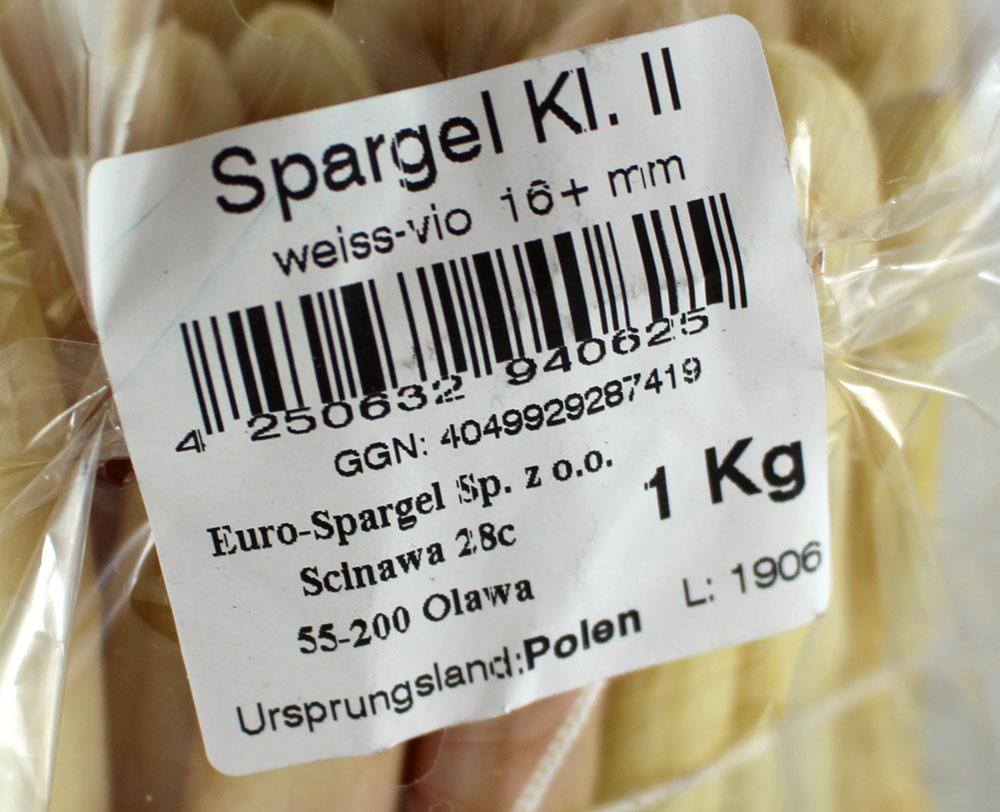 Spargel Kl. II
weiss-vio 16+ mm
4 250632 940625
GGN: 4049929287419
Euro-Spargel Sp. z o.o.
Scinawa 28c
55-200 Olawa
1 Kg
L: 1906
Ursprungsland:Polen